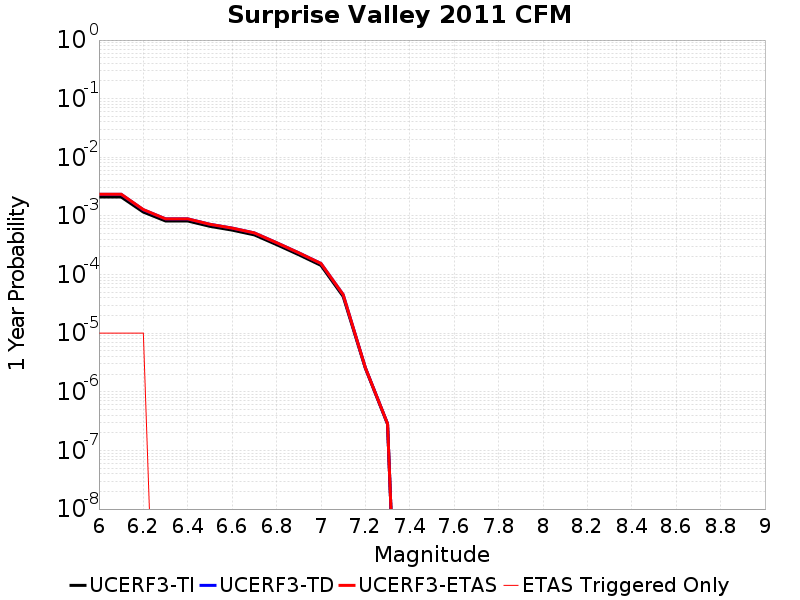 Surprise Valley 2011 CFM
1 Year Probability
10^0
10^-1
10^-2
10^-3
10^-4
10^-5
10^-6
10^-7
10^-8
6 6.2 6.4 6.6 6.8 7 7.2 7.4 7.6 7.8 8 8.2 8.4 8.6 8.8 9
Magnitude
UCERF3-TI UCERF3-TD UCERF3-ETAS ETAS Triggered Only